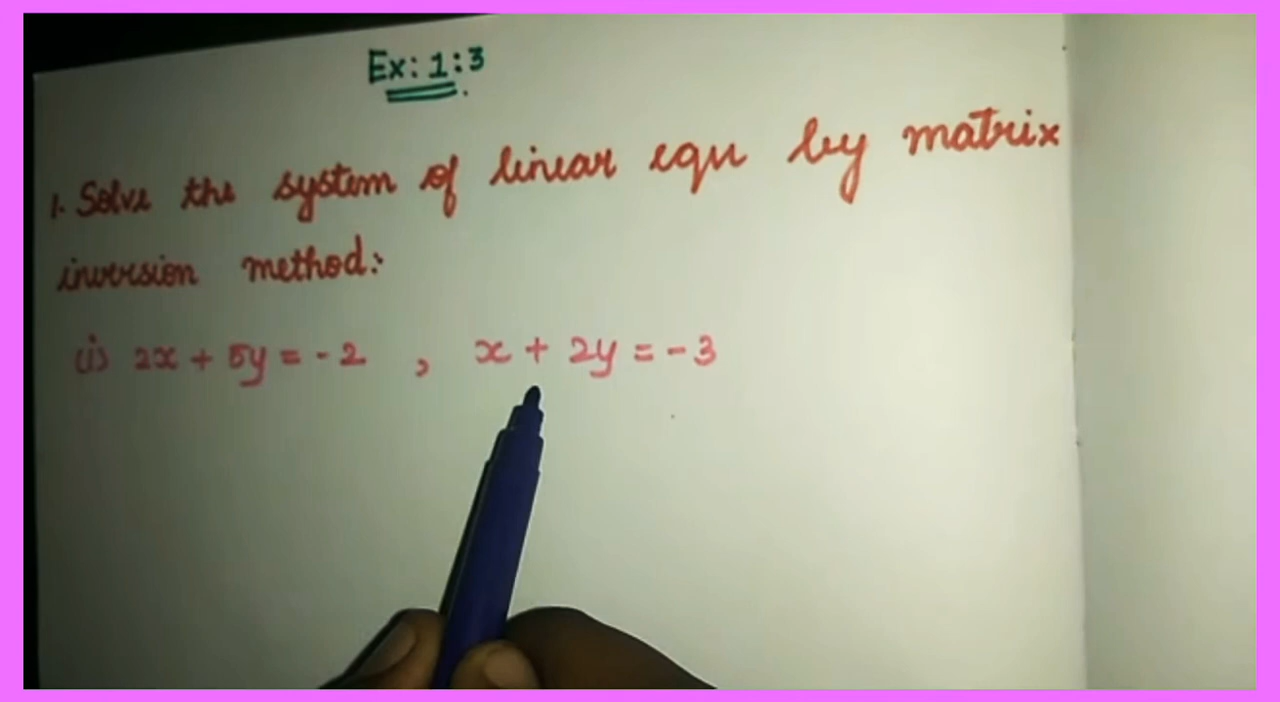 Ex: 1:3
1. Solve the system of linear equ by matrix
inversion method:
(i) 2x + 5y = -2 , x + 2y = -3